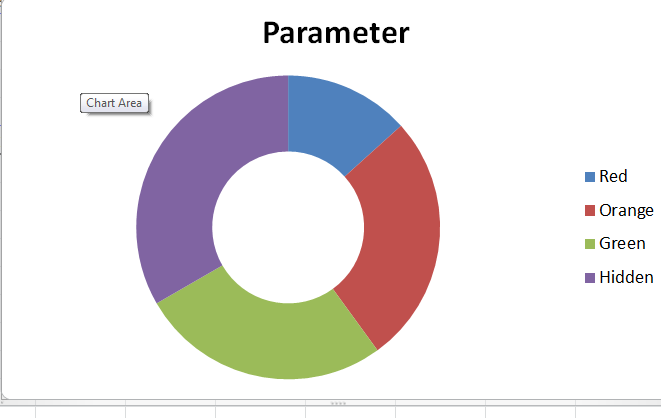 Parameter
Chart Area
Red
Orange
Green
Hidden